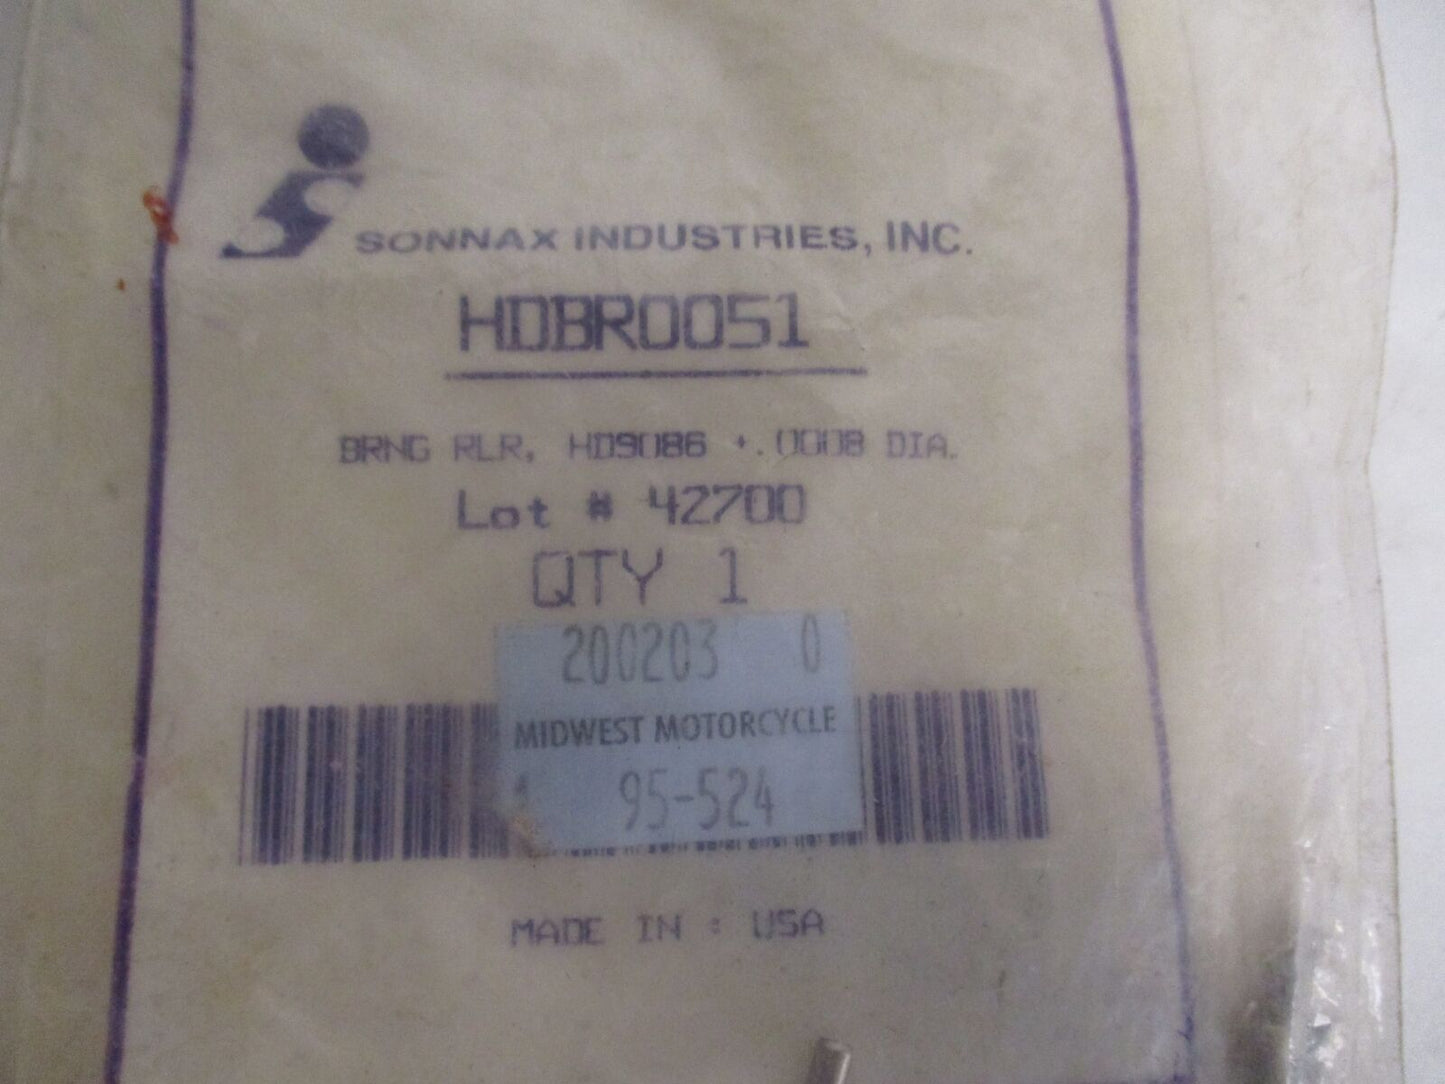 SONNAX INDUSTRIES, INC.
HDBR0051
BRNG RLR, HD9086 +.0008 DIA.
Lot # 42700
QTY 1
200203 0
MIDWEST MOTORCYCLE
95-524
MADE IN : USA